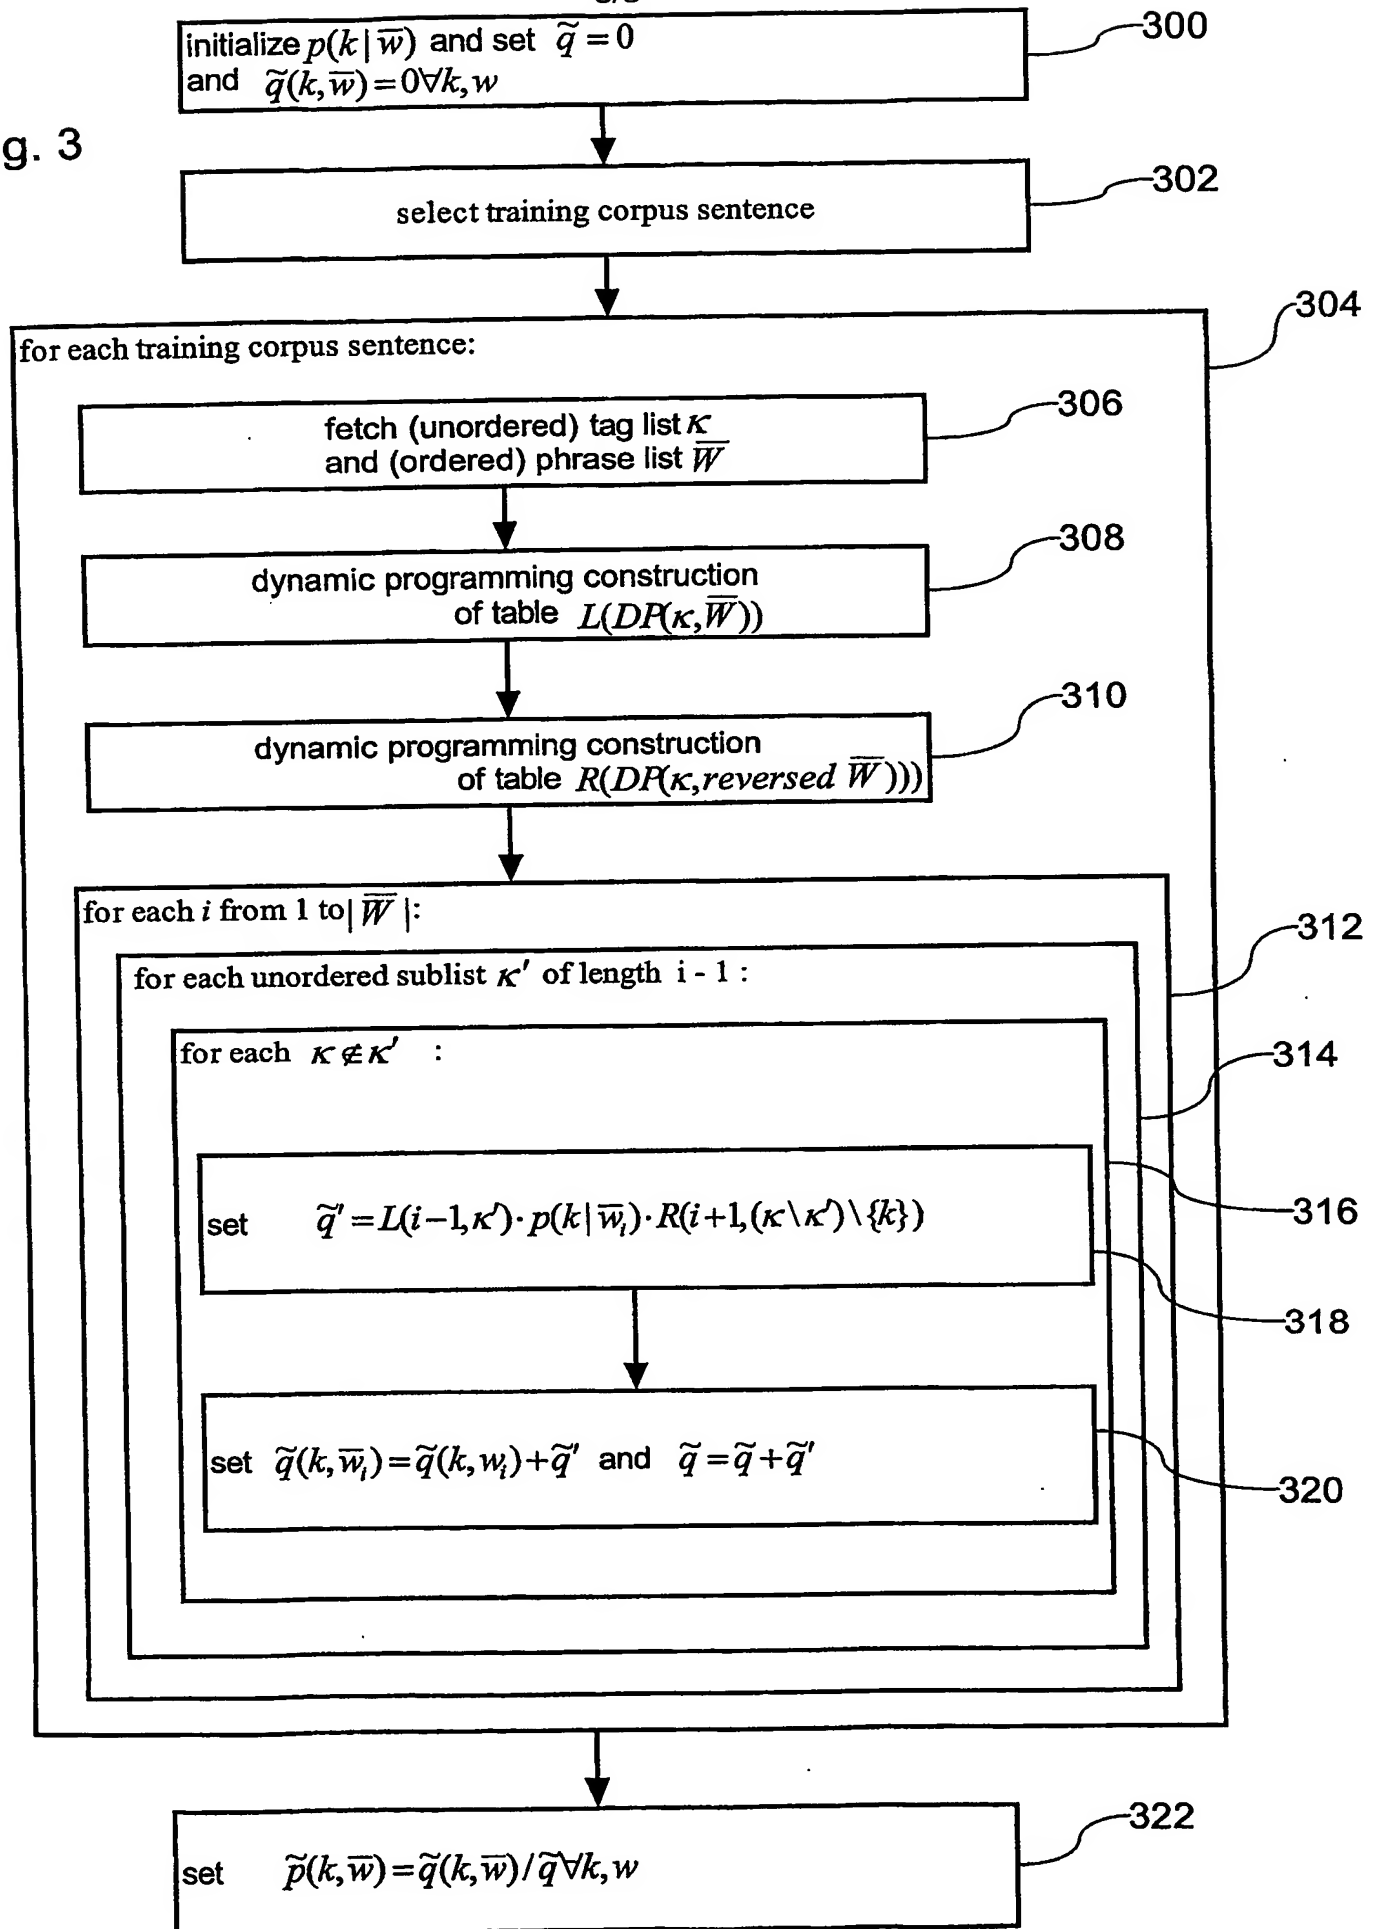 initialize p(k|w̅) and set q̃ = 0
and q̃(k,w̅)=0∀k,w
300
g. 3
select training corpus sentence
302
304
for each training corpus sentence:
fetch (unordered) tag list κ
and (ordered) phrase list W̅
306
dynamic programming construction
of table L(DP(κ,W̅))
308
dynamic programming construction
of table R(DP(κ,reversed W̅)))
310
for each i from 1 to| W̅ |:
312
for each unordered sublist κ′ of length i - 1 :
314
for each κ∉κ′ :
316
set q̃′=L(i−1,κ′)·p(k|w̅ᵢ)·R(i+1,(κ\κ′)\{k})
318
set q̃(k,w̅ᵢ)=q̃(k,wᵢ)+q̃′ and q̃=q̃+q̃′
320
set p̃(k,w̅)=q̃(k,w̅)/q̃∀k,w
322